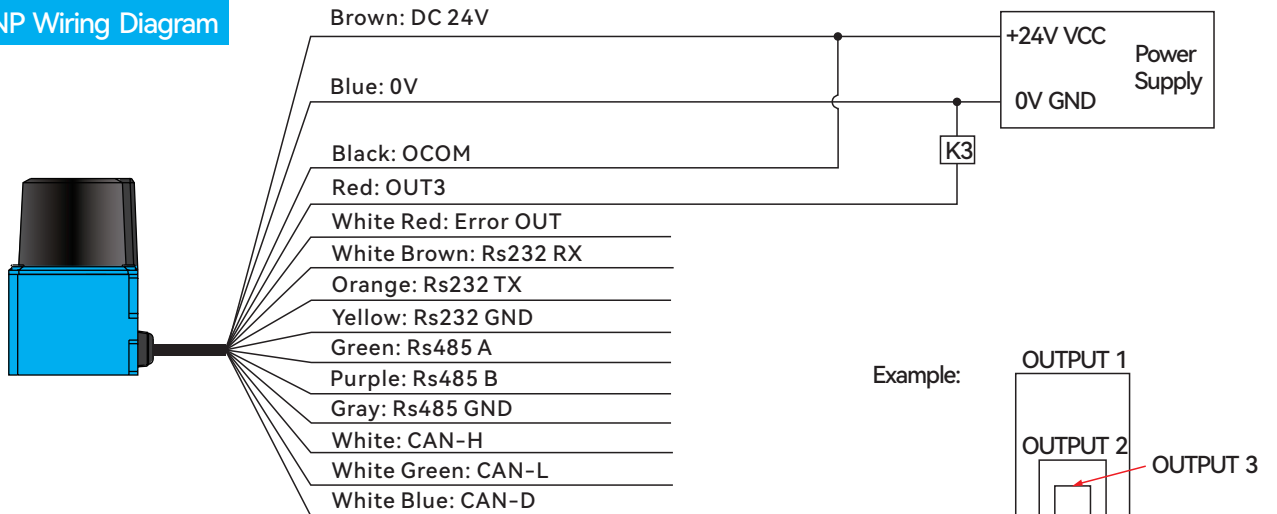 NP Wiring Diagram
Brown: DC 24V
+24V VCC
Power
Supply
Blue: 0V
0V GND
K3
Black: OCOM
Red: OUT3
White Red: Error OUT
White Brown: Rs232 RX
Orange: Rs232 TX
Yellow: Rs232 GND
Green: Rs485 A
Purple: Rs485 B
Gray: Rs485 GND
White: CAN-H
White Green: CAN-L
White Blue: CAN-D
Example:
OUTPUT 1
OUTPUT 2
OUTPUT 3